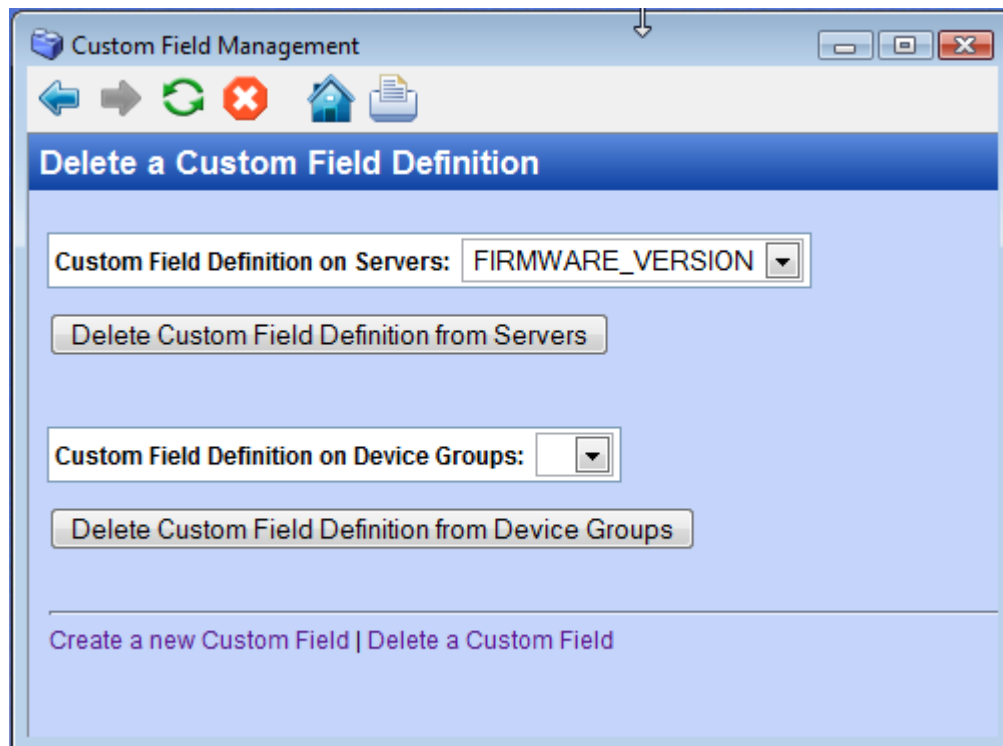 Custom Field Management
Delete a Custom Field Definition
Custom Field Definition on Servers: FIRMWARE_VERSION
Delete Custom Field Definition from Servers
Custom Field Definition on Device Groups:
Delete Custom Field Definition from Device Groups
Create a new Custom Field | Delete a Custom Field